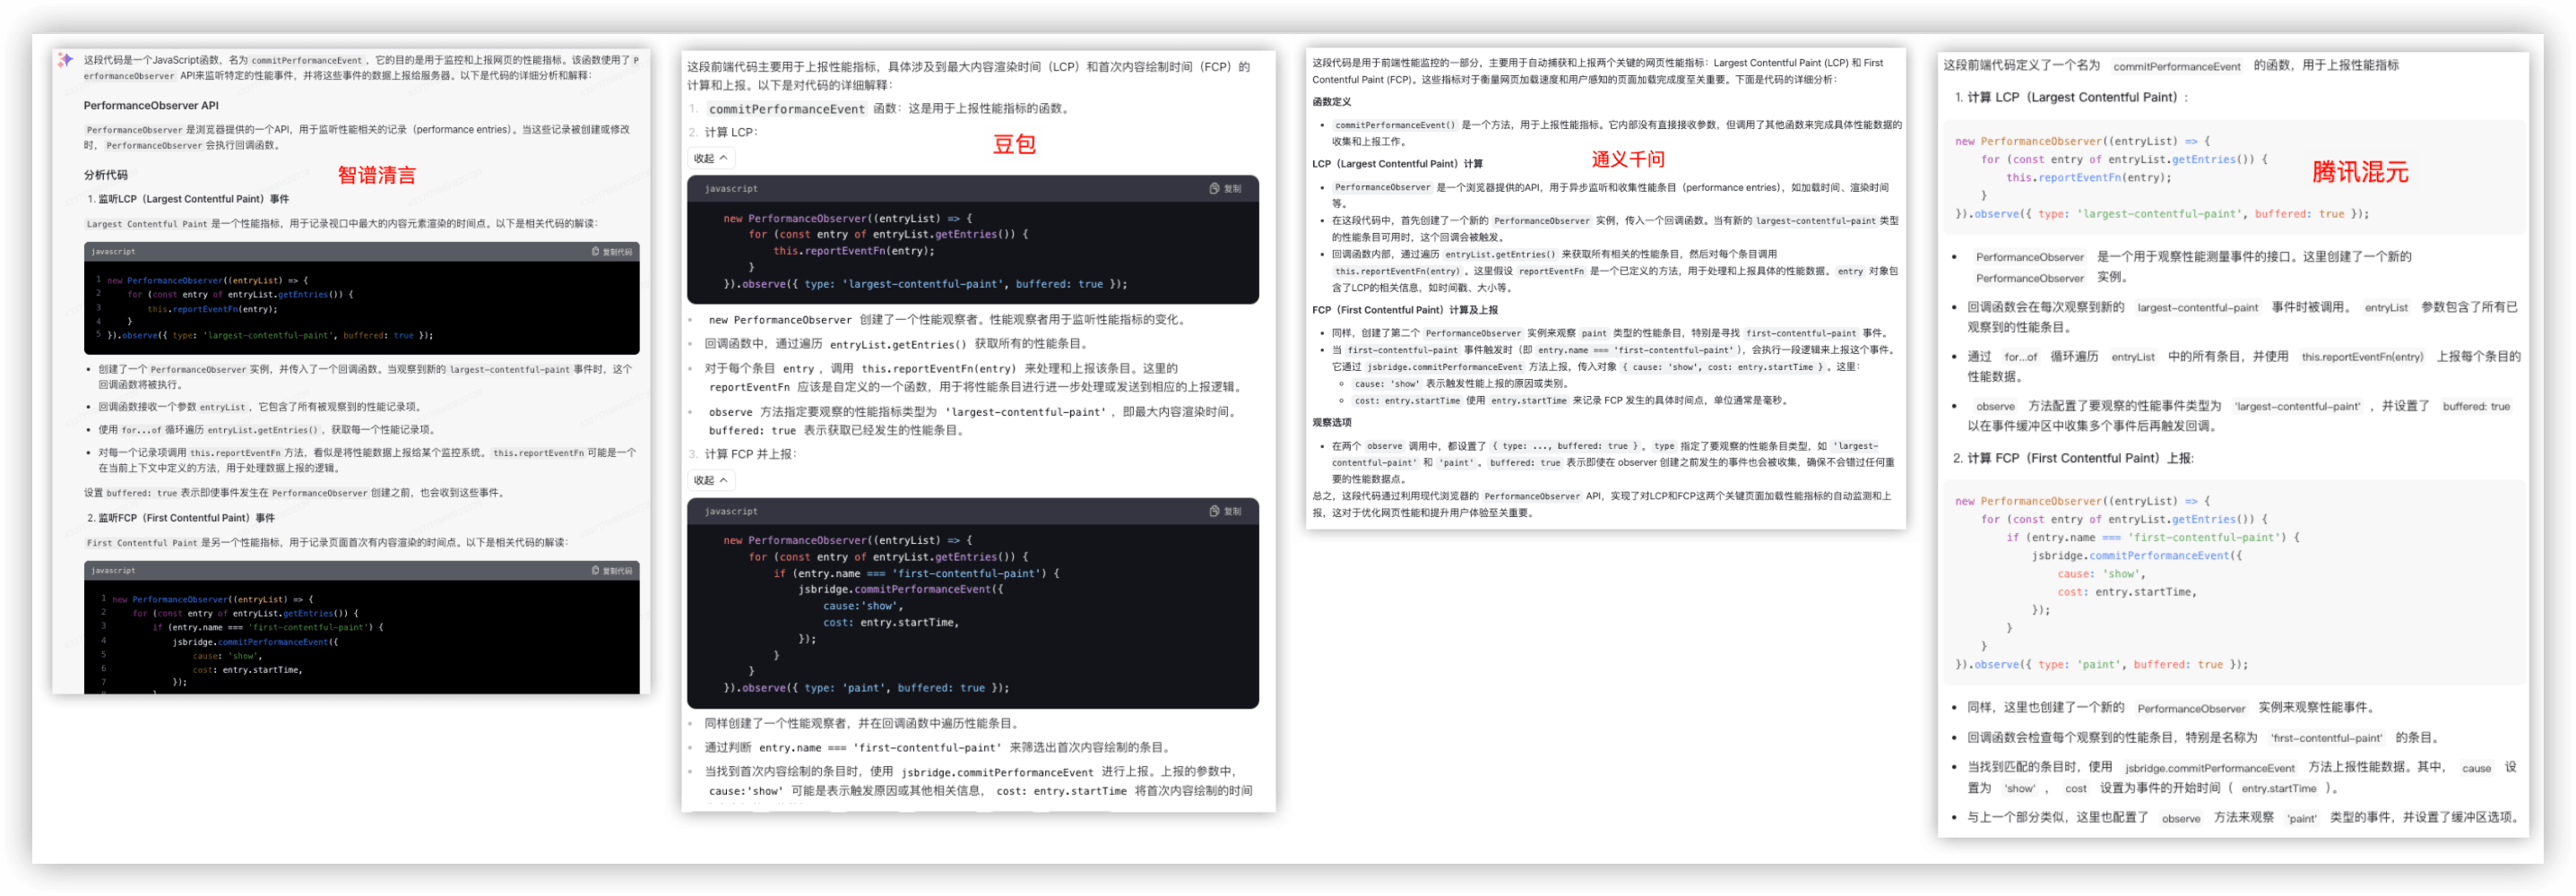 这段代码是一个JavaScript函数，名为 commitPerformanceEvent ，它的目的是用于监控和上报网页的性能指标。该函数使用了 P
erformanceObserver API来监听特定的性能事件，并将这些事件的数据上报给服务器。以下是代码的详细分析和解释：
PerformanceObserver API
PerformanceObserver 是浏览器提供的一个API，用于监听性能相关的记录（performance entries）。当这些记录被创建或修改
时， PerformanceObserver 会执行回调函数。
智谱清言
分析代码
1. 监听LCP（Largest Contentful Paint）事件
Largest Contentful Paint 是一个性能指标，用于记录视口中最大的内容元素渲染的时间点。以下是相关代码的解读：
javascript 复制代码
1 new PerformanceObserver((entryList) => {
2 for (const entry of entryList.getEntries()) {
3 this.reportEventFn(entry);
4 }
5 }).observe({ type: 'largest-contentful-paint', buffered: true });
• 创建了一个 PerformanceObserver 实例，并传入了一个回调函数。当观察到新的 largest-contentful-paint 事件时，这个
回调函数将被执行。
• 回调函数接收一个参数 entryList ，它包含了所有被观察到的性能记录项。
• 使用 for...of 循环遍历 entryList.getEntries() ，获取每一个性能记录项。
• 对每一个记录项调用 this.reportEventFn 方法，看似是将性能数据上报给某个监控系统。 this.reportEventFn 可能是一个
在当前上下文中定义的方法，用于处理数据上报的逻辑。
设置 buffered: true 表示即使事件发生在 PerformanceObserver 创建之前，也会收到这些事件。
2. 监听FCP（First Contentful Paint）事件
First Contentful Paint 是另一个性能指标，用于记录页面首次有内容渲染的时间点。以下是相关代码的解读：
javascript 复制代码
1 new PerformanceObserver((entryList) => {
2 for (const entry of entryList.getEntries()) {
3 if (entry.name === 'first-contentful-paint') {
4 jsbridge.commitPerformanceEvent({
5 cause: 'show',
6 cost: entry.startTime,
7 });
这段前端代码主要用于上报性能指标，具体涉及到最大内容渲染时间（LCP）和首次内容绘制时间（FCP）的
计算和上报。以下是对代码的详细解释：
1. commitPerformanceEvent 函数：这是用于上报性能指标的函数。
2. 计算 LCP：
豆包
收起
javascript 复制
new PerformanceObserver((entryList) => {
for (const entry of entryList.getEntries()) {
this.reportEventFn(entry);
}
}).observe({ type: 'largest-contentful-paint', buffered: true });
• new PerformanceObserver 创建了一个性能观察者。性能观察者用于监听性能指标的变化。
• 回调函数中，通过遍历 entryList.getEntries() 获取所有的性能条目。
• 对于每个条目 entry ，调用 this.reportEventFn(entry) 来处理和上报该条目。这里的
reportEventFn 应该是自定义的一个函数，用于将性能条目进行进一步处理或发送到相应的上报逻辑。
• observe 方法指定要观察的性能指标类型为 'largest-contentful-paint' ，即最大内容渲染时间。
buffered: true 表示获取已经发生的性能条目。
3. 计算 FCP 并上报：
收起
javascript 复制
new PerformanceObserver((entryList) => {
for (const entry of entryList.getEntries()) {
if (entry.name === 'first-contentful-paint') {
jsbridge.commitPerformanceEvent({
cause:'show',
cost: entry.startTime,
});
}
}
}).observe({ type: 'paint', buffered: true });
• 同样创建了一个性能观察者，并在回调函数中遍历性能条目。
• 通过判断 entry.name === 'first-contentful-paint' 来筛选出首次内容绘制的条目。
• 当找到首次内容绘制的条目时，使用 jsbridge.commitPerformanceEvent 进行上报。上报的参数中，
cause:'show' 可能是表示触发原因或其他相关信息， cost: entry.startTime 将首次内容绘制的时间
这段代码是用于前端性能监控的一部分，主要用于自动捕获和上报两个关键的网页性能指标：Largest Contentful Paint (LCP) 和 First
Contentful Paint (FCP)。这些指标对于衡量网页加载速度和用户感知的页面加载完成度至关重要。下面是代码的详细分析：
函数定义
• commitPerformanceEvent() 是一个方法，用于上报性能指标。它内部没有直接接收参数，但调用了其他函数来完成具体性能数据的
收集和上报工作。
通义千问
LCP（Largest Contentful Paint）计算
• PerformanceObserver 是一个浏览器提供的API，用于异步监听和收集性能条目（performance entries），如加载时间、渲染时间
等。
• 在这段代码中，首先创建了一个新的 PerformanceObserver 实例，传入一个回调函数。当有新的 largest-contentful-paint 类型
的性能条目可用时，这个回调会被触发。
• 回调函数内部，通过遍历 entryList.getEntries() 来获取所有相关的性能条目，然后对每个条目调用
this.reportEventFn(entry) 。这里假设 reportEventFn 是一个已定义的方法，用于处理和上报具体的性能数据。 entry 对象包
含了LCP的相关信息，如时间戳、大小等。
FCP（First Contentful Paint）计算及上报
• 同样，创建了第二个 PerformanceObserver 实例来观察 paint 类型的性能条目，特别是寻找 first-contentful-paint 事件。
• 当 first-contentful-paint 事件触发时（即 entry.name === 'first-contentful-paint' ），会执行一段逻辑来上报这个事件。
它通过 jsbridge.commitPerformanceEvent 方法上报，传入对象 { cause: 'show', cost: entry.startTime } 。这里：
◦ cause: 'show' 表示触发性能上报的原因或类别。
◦ cost: entry.startTime 使用 entry.startTime 来记录 FCP 发生的具体时间点，单位通常是毫秒。
观察选项
• 在两个 observe 调用中，都设置了 { type: ..., buffered: true } 。 type 指定了要观察的性能条目类型，如 'largest-
contentful-paint' 和 'paint' 。 buffered: true 表示即使在 observer 创建之前发生的事件也会被收集，确保不会错过任何重
要的性能数据点。
总之，这段代码通过利用现代浏览器的 PerformanceObserver API，实现了对LCP和FCP这两个关键页面加载性能指标的自动监测和上
报，这对于优化网页性能和提升用户体验至关重要。
这段前端代码定义了一个名为 commitPerformanceEvent 的函数，用于上报性能指标
1. 计算 LCP（Largest Contentful Paint）:
new PerformanceObserver((entryList) => {
for (const entry of entryList.getEntries()) {
this.reportEventFn(entry);
}
}).observe({ type: 'largest-contentful-paint', buffered: true });
腾讯混元
• PerformanceObserver 是一个用于观察性能测量事件的接口。这里创建了一个新的
PerformanceObserver 实例。
• 回调函数会在每次观察到新的 largest-contentful-paint 事件时被调用。 entryList 参数包含了所有已
观察到的性能条目。
• 通过 for...of 循环遍历 entryList 中的所有条目，并使用 this.reportEventFn(entry) 上报每个条目的
性能数据。
• observe 方法配置了要观察的性能事件类型为 'largest-contentful-paint' ，并设置了 buffered: true
以在事件缓冲区中收集多个事件后再触发回调。
2. 计算 FCP（First Contentful Paint）上报:
new PerformanceObserver((entryList) => {
for (const entry of entryList.getEntries()) {
if (entry.name === 'first-contentful-paint') {
jsbridge.commitPerformanceEvent({
cause: 'show',
cost: entry.startTime,
});
}
}
}).observe({ type: 'paint', buffered: true });
• 同样，这里也创建了一个新的 PerformanceObserver 实例来观察性能事件。
• 回调函数会检查每个观察到的性能条目，特别是名称为 'first-contentful-paint' 的条目。
• 当找到匹配的条目时，使用 jsbridge.commitPerformanceEvent 方法上报性能数据。其中， cause 设
置为 'show' ， cost 设置为事件的开始时间（ entry.startTime ）。
• 与上一个部分类似，这里也配置了 observe 方法来观察 'paint' 类型的事件，并设置了缓冲区选项。